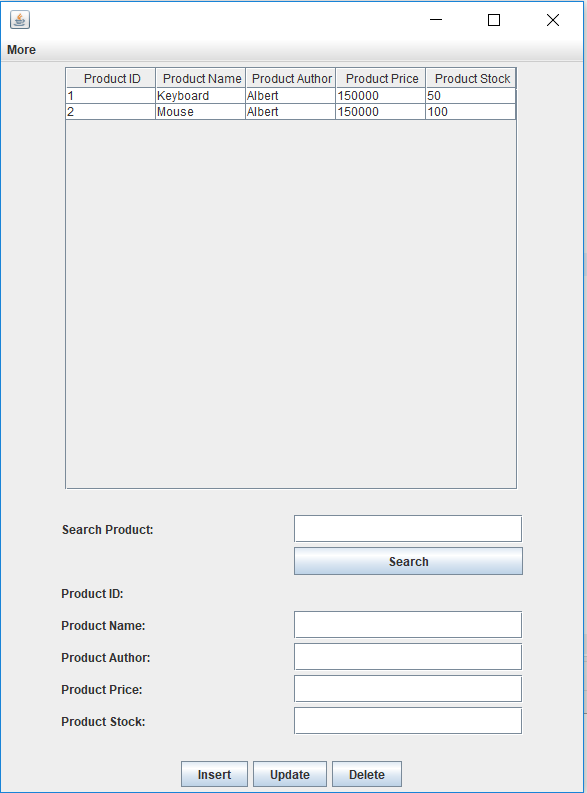 More
Product ID Product Name Product Author Product Price Product Stock
1 Keyboard Albert 150000 50
2 Mouse Albert 150000 100
Search Product:
Search
Product ID:
Product Name:
Product Author:
Product Price:
Product Stock:
Insert Update Delete